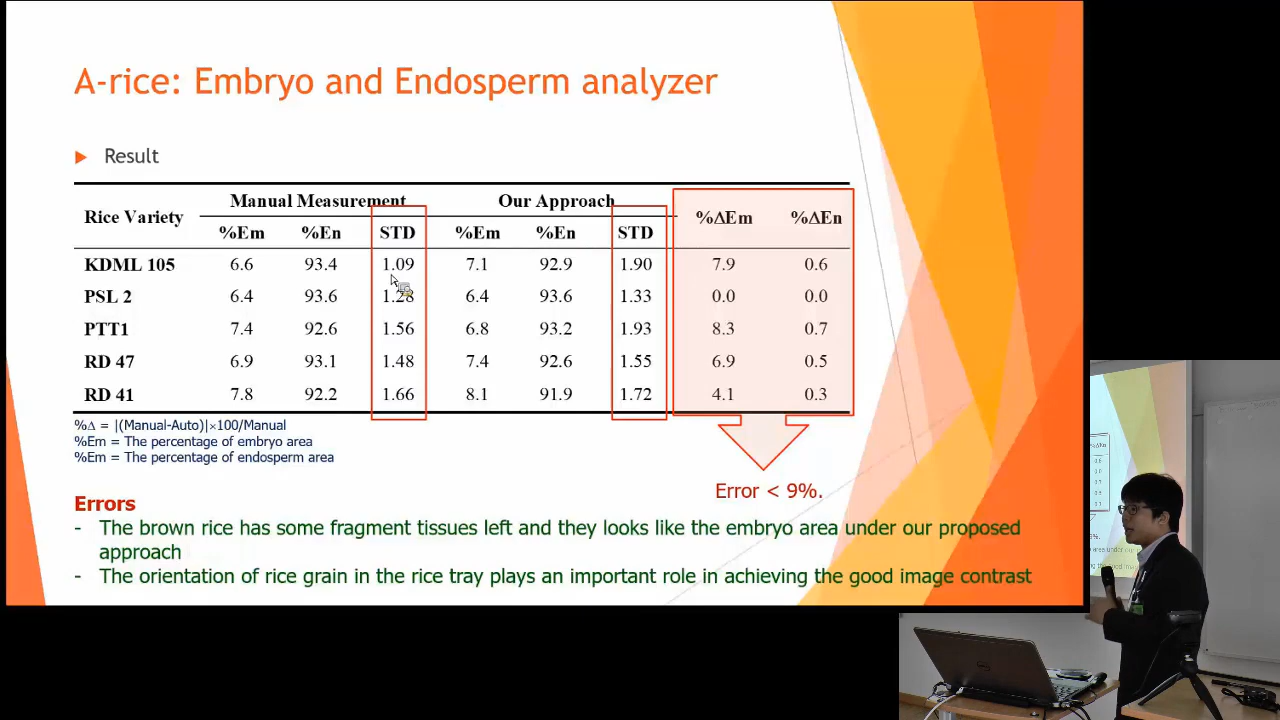 A-rice: Embryo and Endosperm analyzer
Result
Rice Variety Manual Measurement Our Approach %ΔEm %ΔEn
%Em %En STD %Em %En STD
KDML 105 6.6 93.4 1.09 7.1 92.9 1.90 7.9 0.6
PSL 2 6.4 93.6 1.28 6.4 93.6 1.33 0.0 0.0
PTT1 7.4 92.6 1.56 6.8 93.2 1.93 8.3 0.7
RD 47 6.9 93.1 1.48 7.4 92.6 1.55 6.9 0.5
RD 41 7.8 92.2 1.66 8.1 91.9 1.72 4.1 0.3
%Δ = |(Manual-Auto)|×100/Manual
%Em = The percentage of embryo area
%Em = The percentage of endosperm area
Error < 9%.
Errors
- The brown rice has some fragment tissues left and they looks like the embryo area under our proposed
approach
- The orientation of rice grain in the rice tray plays an important role in achieving the good image contrast